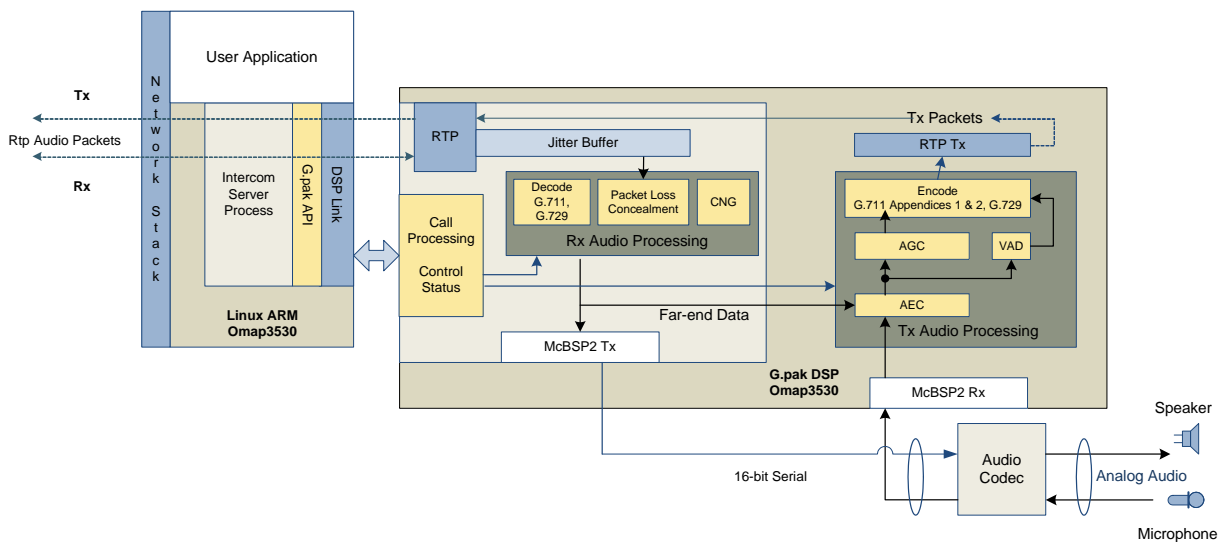 User Application
Network Stack
Tx
Rtp Audio Packets
Rx
Intercom
Server
Process
G.pak API
DSP Link
Linux ARM
Omap3530
RTP
Jitter Buffer
Tx Packets
RTP Tx
Call
Processing
Control
Status
Decode
G.711,
G.729
Packet Loss
Concealment
CNG
Rx Audio Processing
Encode
G.711 Appendices 1 & 2, G.729
AGC
VAD
AEC
Tx Audio Processing
Far-end Data
McBSP2 Tx
G.pak DSP
Omap3530
McBSP2 Rx
Speaker
16-bit Serial
Audio
Codec
Analog Audio
Microphone